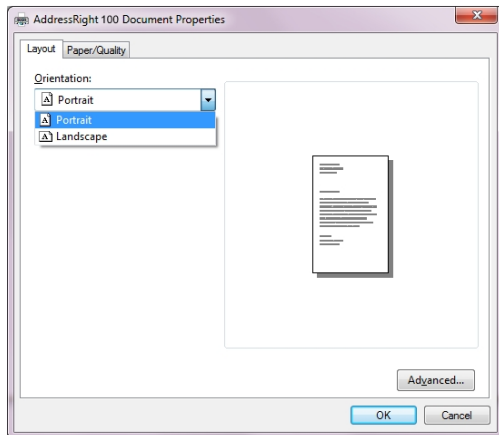 AddressRight 100 Document Properties
Layout Paper/Quality
Orientation:
Portrait
Portrait
Landscape
Advanced...
OK Cancel